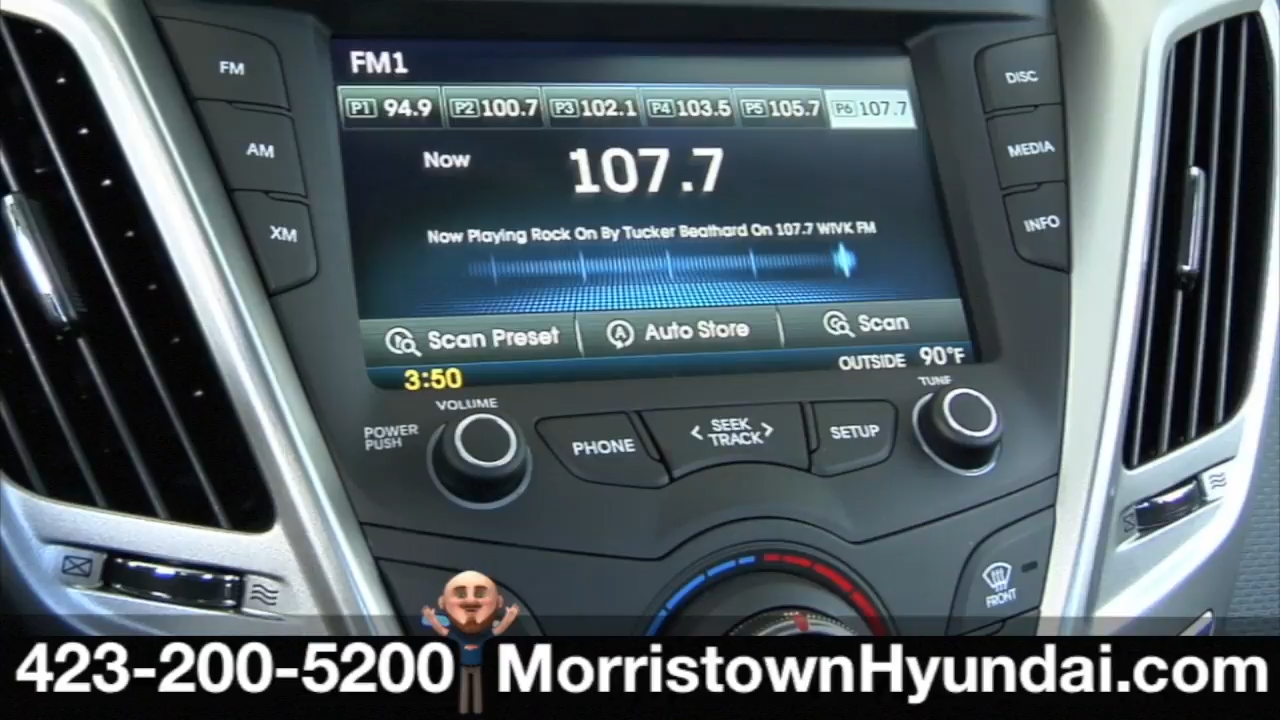 FM1
FM
AM
XM
P1 94.9 P2 100.7 P3 102.1 P4 103.5 P5 105.7 P6 107.7
Now 107.7
Now Playing Rock On By Tucker Beathard On 107.7 WIVK FM
Scan Preset Auto Store Scan
3:50 OUTSIDE 90°F
DISC
MEDIA
INFO
VOLUME
POWER
PUSH
PHONE
< SEEK >
TRACK
SETUP
TUNE
FRONT
423-200-5200 MorristownHyundai.com